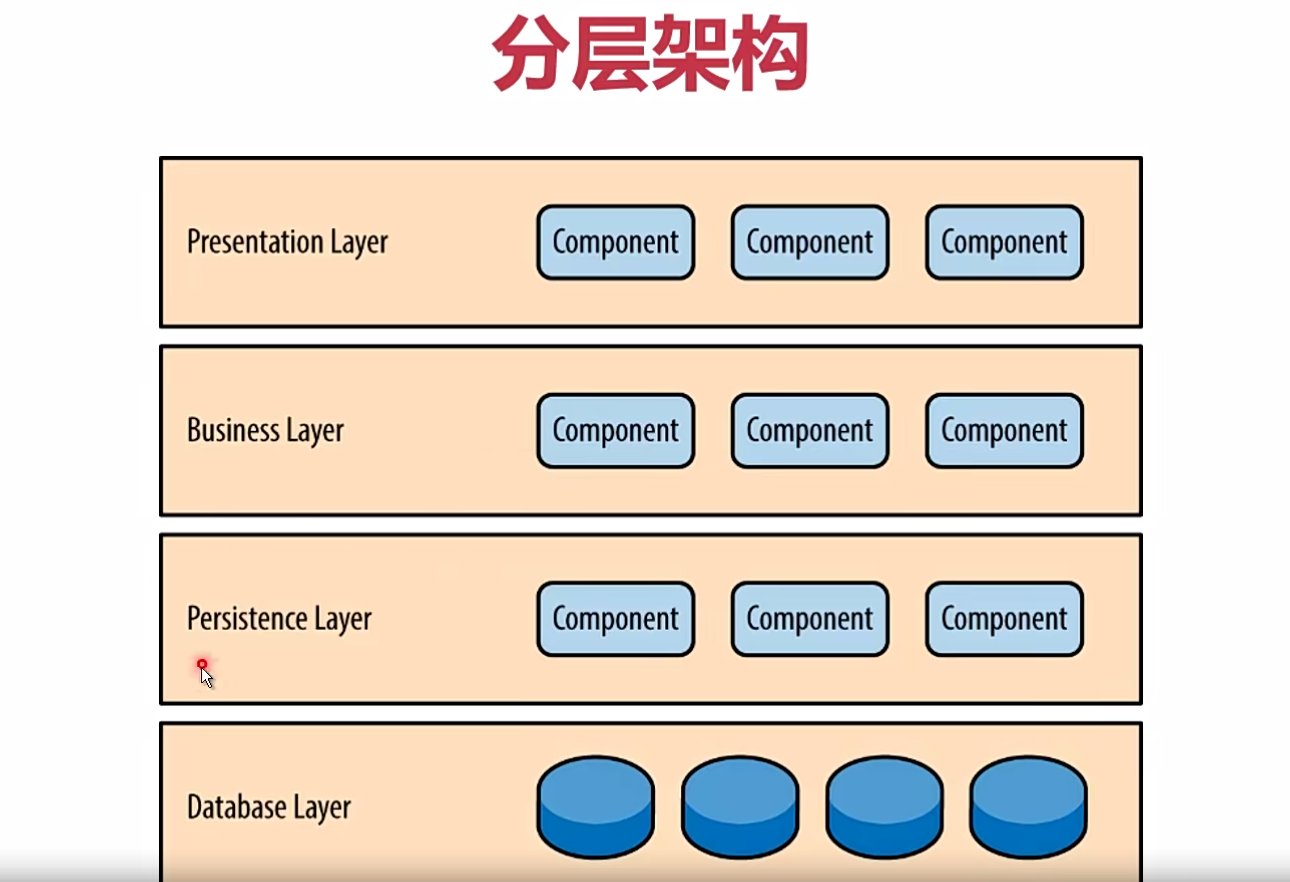 分层架构
Presentation Layer
Component
Component
Component
Business Layer
Component
Component
Component
Persistence Layer
Component
Component
Component
Database Layer